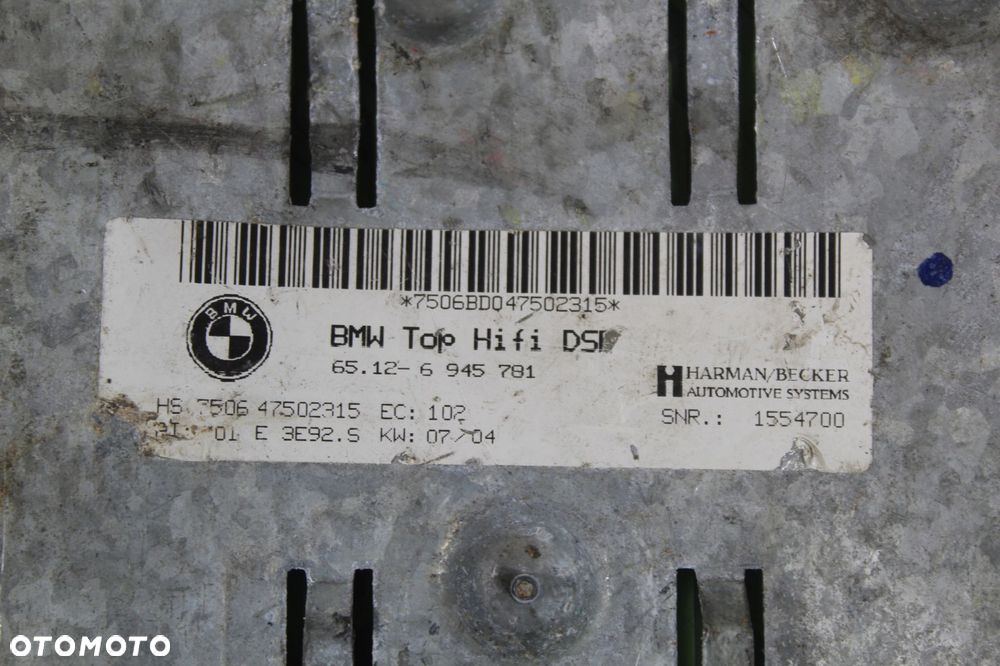 *7506BD047502315*
BMW
BMW Top Hifi DSP
65.12- 6 945 781
HARMAN/BECKER
AUTOMOTIVE SYSTEMS
HS 7506 47502315 EC: 102
SNR.: 1554700
01 E 3E92.S KW: 07/04
OTOMOTO